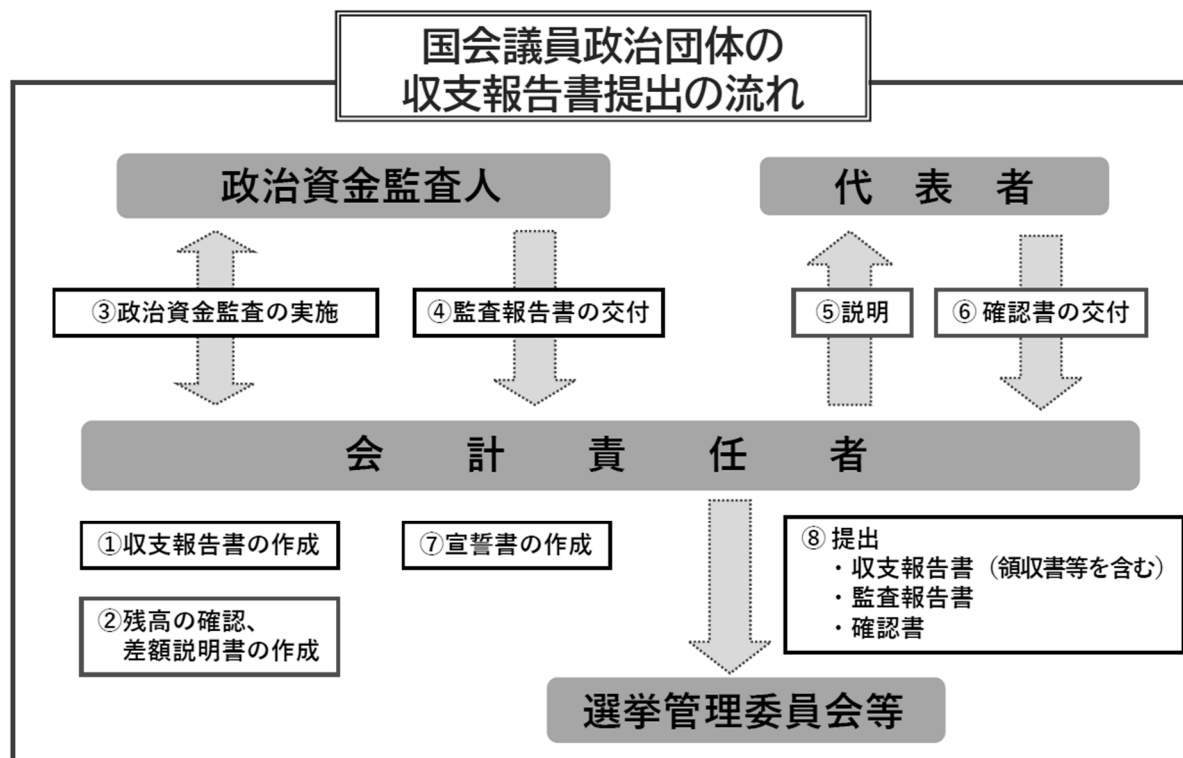 国会議員政治団体の
収支報告書提出の流れ
政治資金監査人
代表者
③政治資金監査の実施
④監査報告書の交付
⑤説明
⑥確認書の交付
会計責任者
①収支報告書の作成
②残高の確認、
差額説明書の作成
⑦宣誓書の作成
⑧提出
・収支報告書（領収書等を含む）
・監査報告書
・確認書
選挙管理委員会等